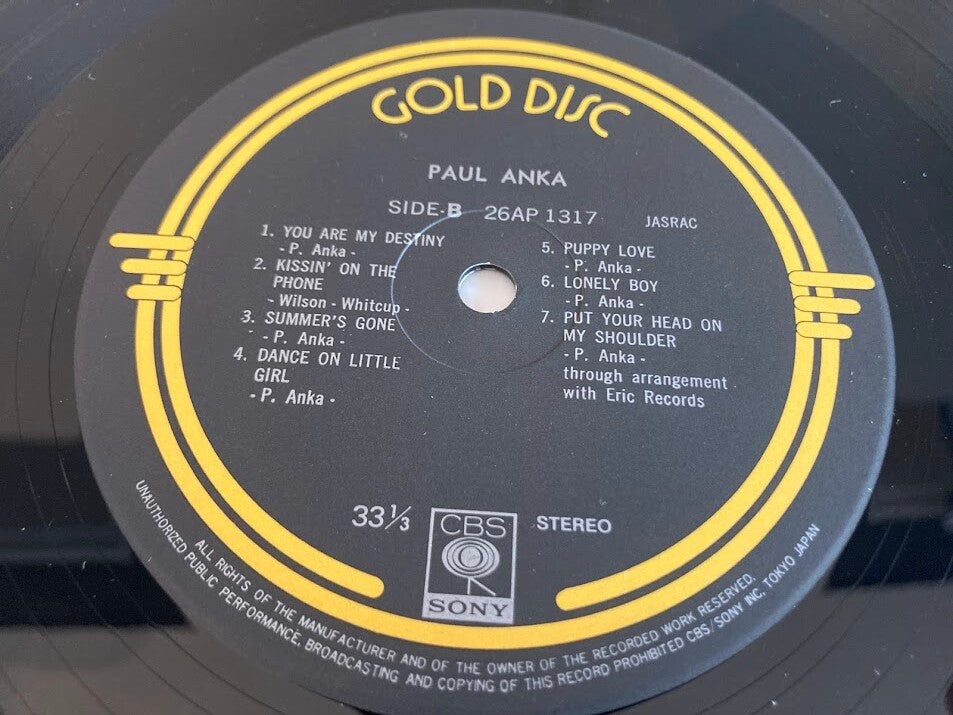 GOLD DISC
PAUL ANKA
SIDE-B 26AP 1317 JASRAC
1. YOU ARE MY DESTINY
- P. Anka -
2. KISSIN' ON THE
PHONE
- Wilson - Whitcup -
3. SUMMER'S GONE
- P. Anka -
4. DANCE ON LITTLE
GIRL
- P. Anka -
5. PUPPY LOVE
- P. Anka -
6. LONELY BOY
- P. Anka -
7. PUT YOUR HEAD ON
MY SHOULDER
- P. Anka -
through arrangement
with Eric Records
33⅓
CBS
SONY
STEREO
ALL RIGHTS OF THE MANUFACTURER AND OF THE OWNER OF THE RECORDED WORK RESERVED.
UNAUTHORIZED PUBLIC PERFORMANCE, BROADCASTING AND COPYING OF THIS RECORD PROHIBITED CBS/SONY INC. TOKYO JAPAN